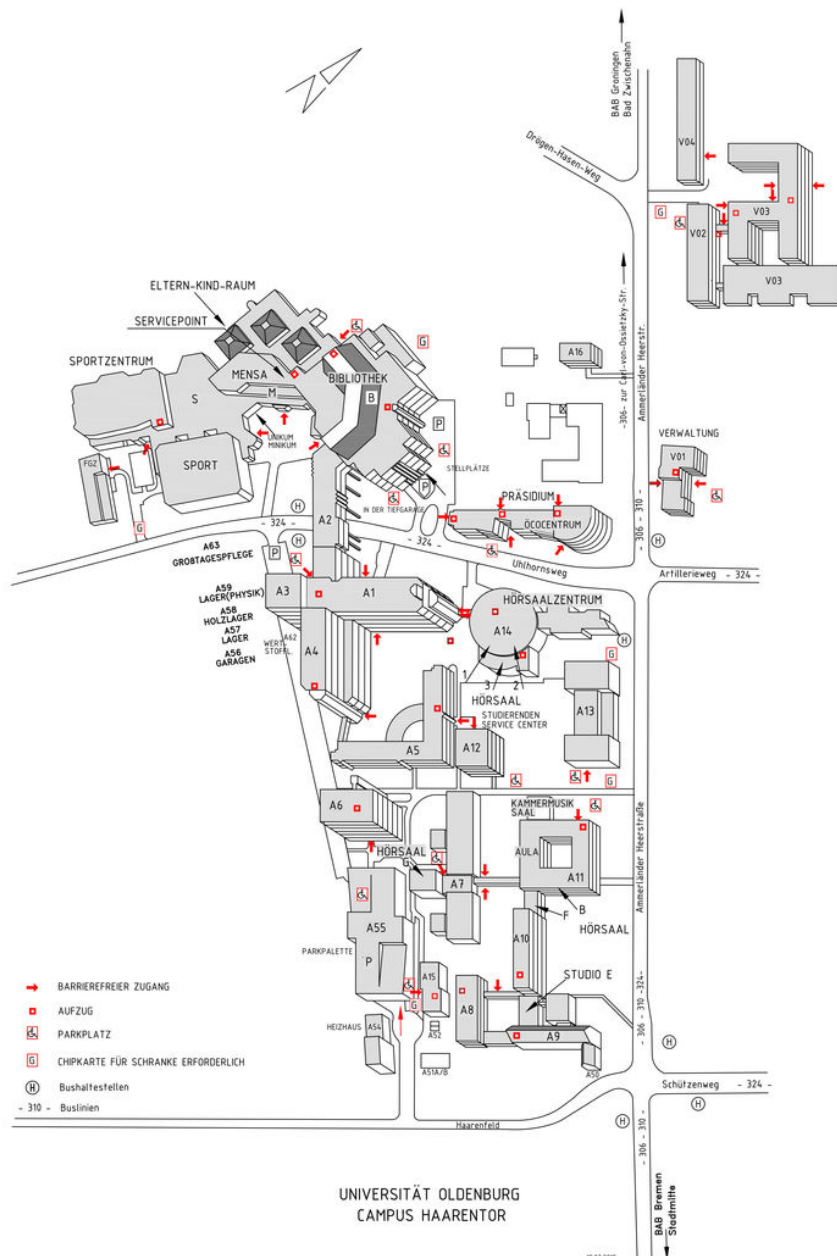 BAB Groningen
Bad Zwischenahn
Drögen-Hasen-Weg
V04
G
V03
V02
V03
-306- zur Carl-von-Ossietzky-Str.
Ammerländer Heerstr.
ELTERN-KIND-RAUM
SERVICEPOINT
SPORTZENTRUM
MENSA
M
BIBLIOTHEK
B
G
A16
S
UNIKUM
MINIKUM
P
VERWALTUNG
V01
FGZ
SPORT
STELLPLÄTZE
P
PRÄSIDIUM
ÖCOCENTRUM
IN DER TIEFGARAGE
- 306 - 310 -
G
H
- 324 -
A2
H
- 324 -
H
A63
GROßTAGESPFLEGE
P
Uhlhornsweg
Artillerieweg - 324 -
A59
LAGER(PHYSIK)
A58
HOLZLAGER
A57
LAGER
A56
GARAGEN
A3
A1
HÖRSAALZENTRUM
A14
H
A62
WERT
STOFFL.
A4
G
1
3
2
HÖRSAAL
STUDIERENDEN
SERVICE CENTER
A13
A5
A12
G
A6
KAMMERMUSIK
SAAL
Ammerländer Heerstraße
HÖRSAAL
G
AULA
A7
A11
B
F
HÖRSAAL
A55
PARKPALETTE
P
A10
STUDIO E
A15
G
A8
A9
- 306 - 310 -324-
HEIZHAUS
A54
A52
A51A/B
A50
H
Schützenweg - 324 -
H
H
Haarenfeld
- 306 - 310 -
BARRIEREFREIER ZUGANG
AUFZUG
PARKPLATZ
G CHIPKARTE FÜR SCHRANKE ERFORDERLICH
H Bushaltestellen
- 310 - Buslinien
UNIVERSITÄT OLDENBURG
CAMPUS HAARENTOR
BAB Bremen
Stadtmitte